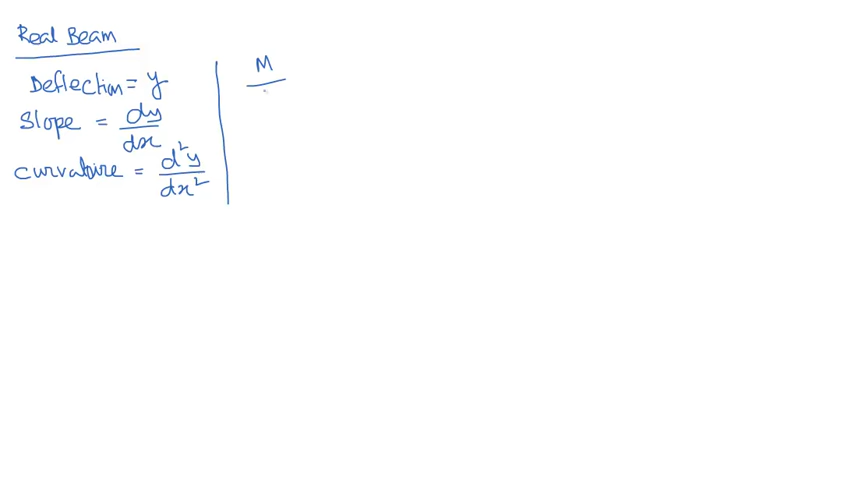 Real Beam
Deflection = y
Slope = dy/dx
curvature = d²y/dx²
M